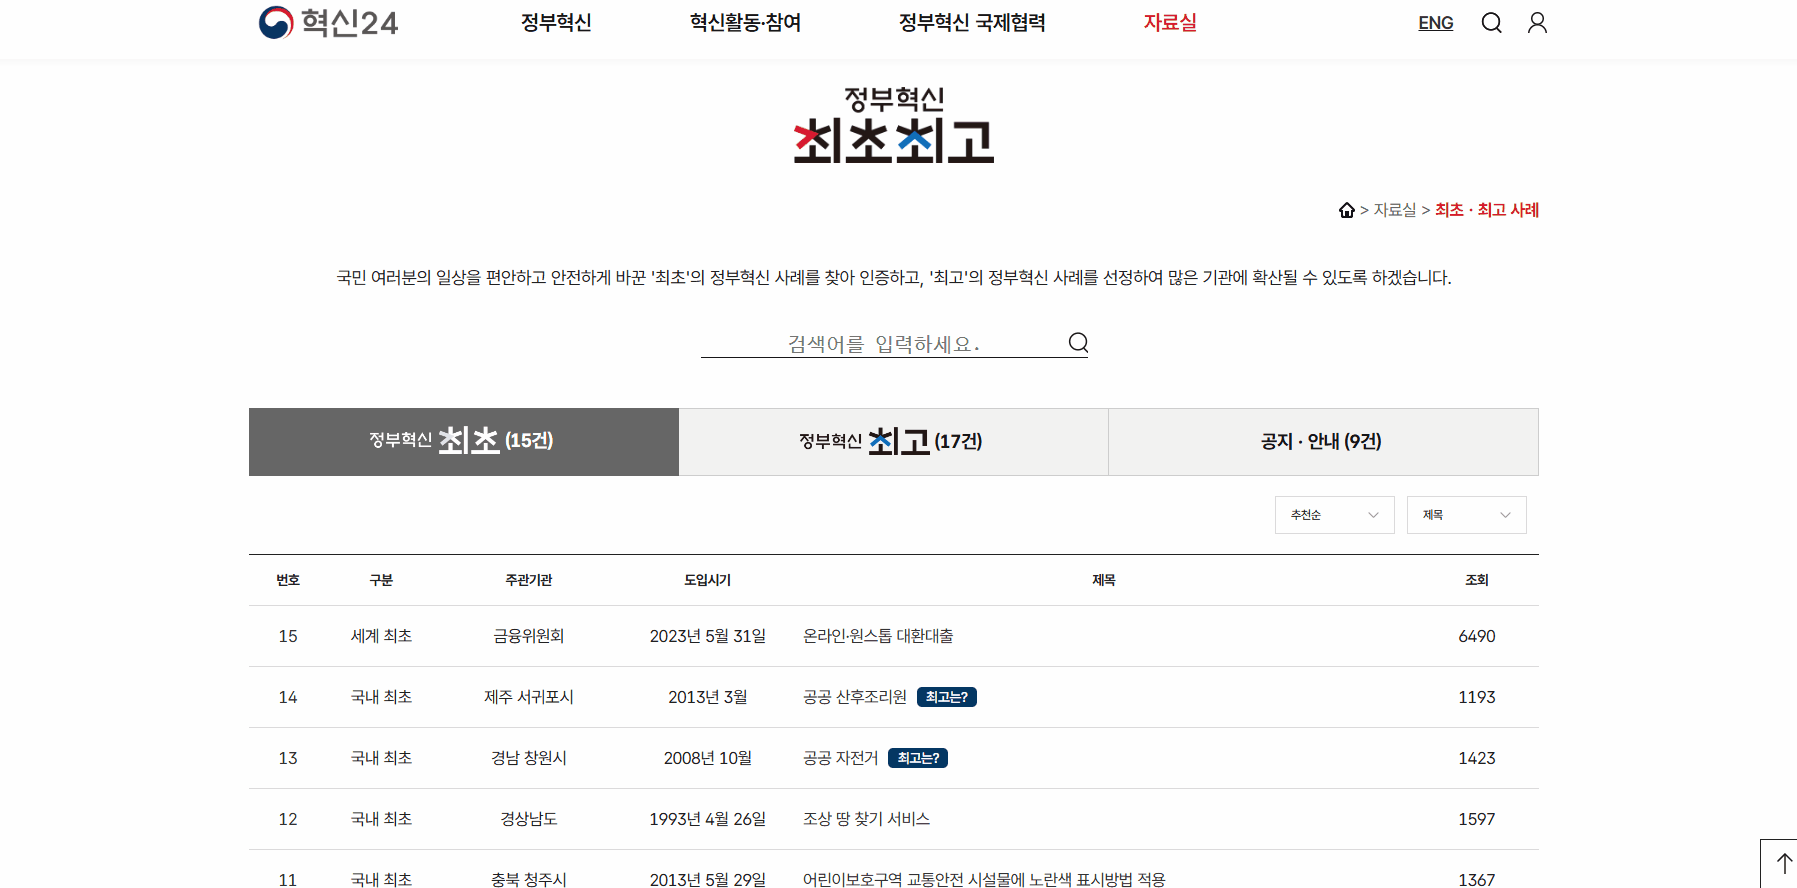 혁신24 정부혁신 혁신활동·참여 정부혁신 국제협력 자료실 ENG
정부혁신
최초최고
> 자료실 > 최초 · 최고 사례
국민 여러분의 일상을 편안하고 안전하게 바꾼 '최초'의 정부혁신 사례를 찾아 인증하고, '최고'의 정부혁신 사례를 선정하여 많은 기관에 확산될 수 있도록 하겠습니다.
검색어를 입력하세요.
정부혁신 최초 (15건) 정부혁신 최고 (17건) 공지 · 안내 (9건)
추천순 제목
번호 구분 주관기관 도입시기 제목 조회
15 세계 최초 금융위원회 2023년 5월 31일 온라인·원스톱 대환대출 6490
14 국내 최초 제주 서귀포시 2013년 3월 공공 산후조리원 최고는? 1193
13 국내 최초 경남 창원시 2008년 10월 공공 자전거 최고는? 1423
12 국내 최초 경상남도 1993년 4월 26일 조상 땅 찾기 서비스 1597
11 국내 최초 충북 청주시 2013년 5월 29일 어린이보호구역 교통안전 시설물에 노란색 표시방법 적용 1367